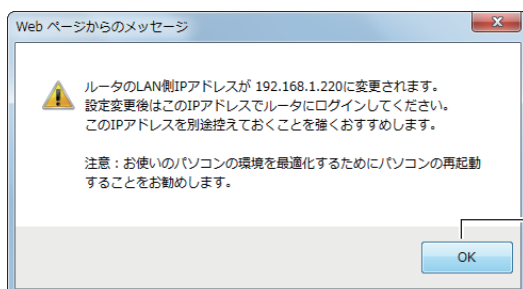 Web ページからのメッセージ
ルータのLAN側IPアドレスが 192.168.1.220に変更されます。
設定変更後はこのIPアドレスでルータにログインしてください。
このIPアドレスを別途控えておくことを強くおすすめします。
注意：お使いのパソコンの環境を最適化するためにパソコンの再起動
することをお勧めします。
OK